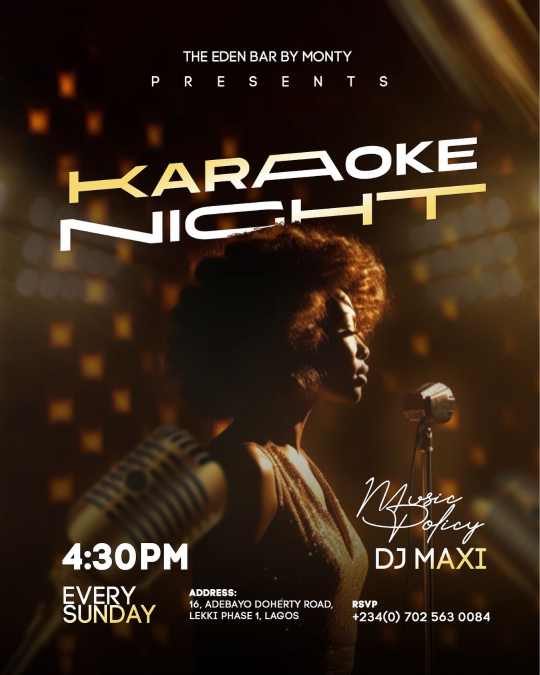 THE EDEN BAR BY MONTY
PRESENTS
KARAOKE
NIGHT
Music
Policy
DJ MAXI
4:30PM
EVERY
SUNDAY
ADDRESS:
16, ADEBAYO DOHERTY ROAD,
LEKKI PHASE 1, LAGOS
RSVP
+234(0) 702 563 0084